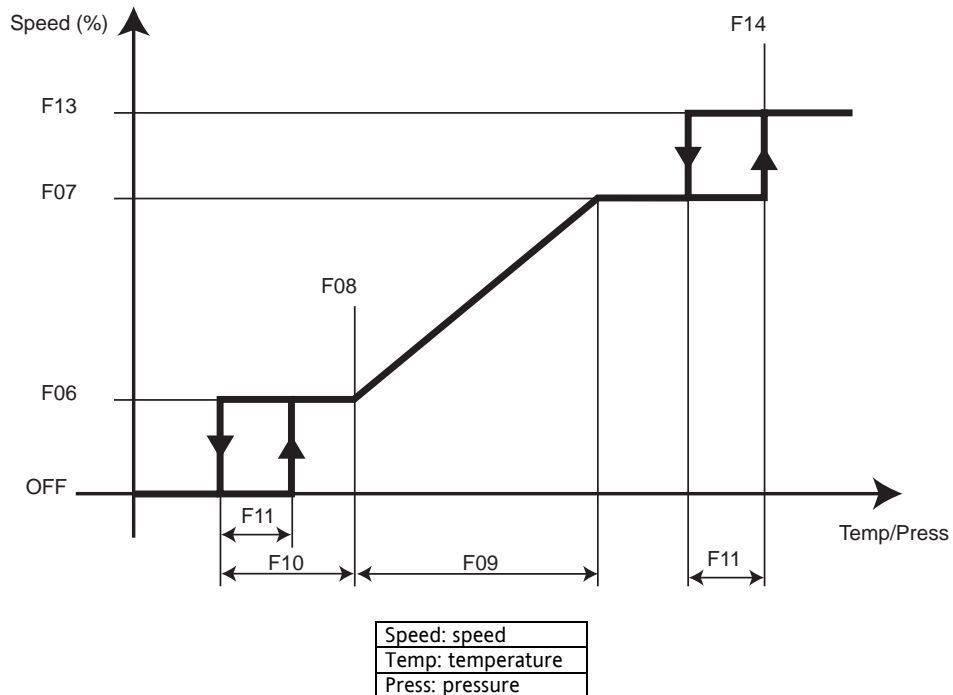 Speed (%)
F14
F13
F07
F08
F06
OFF
F11
Temp/Press
F10
F09
F11
Speed: speed
Temp: temperature
Press: pressure